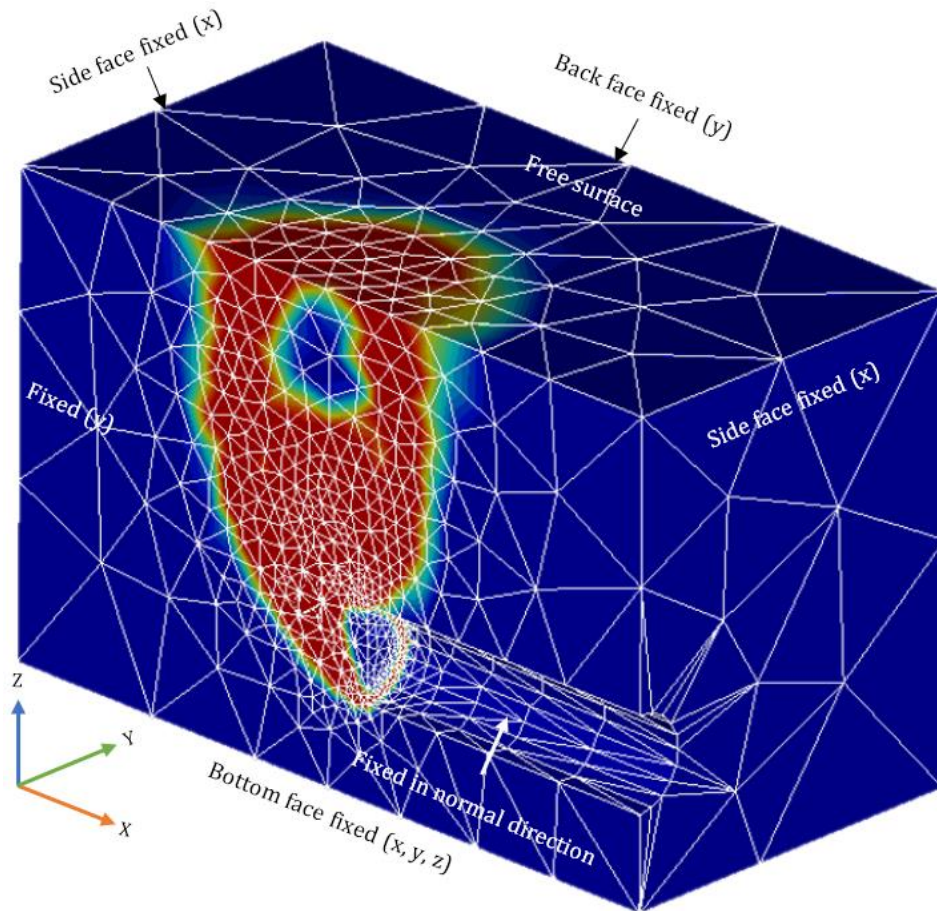 Side face fixed (x)
Back face fixed (y)
Free surface
Fixed (y)
Side face fixed (x)
Z
Y
X
Fixed in normal direction
Bottom face fixed (x, y, z)